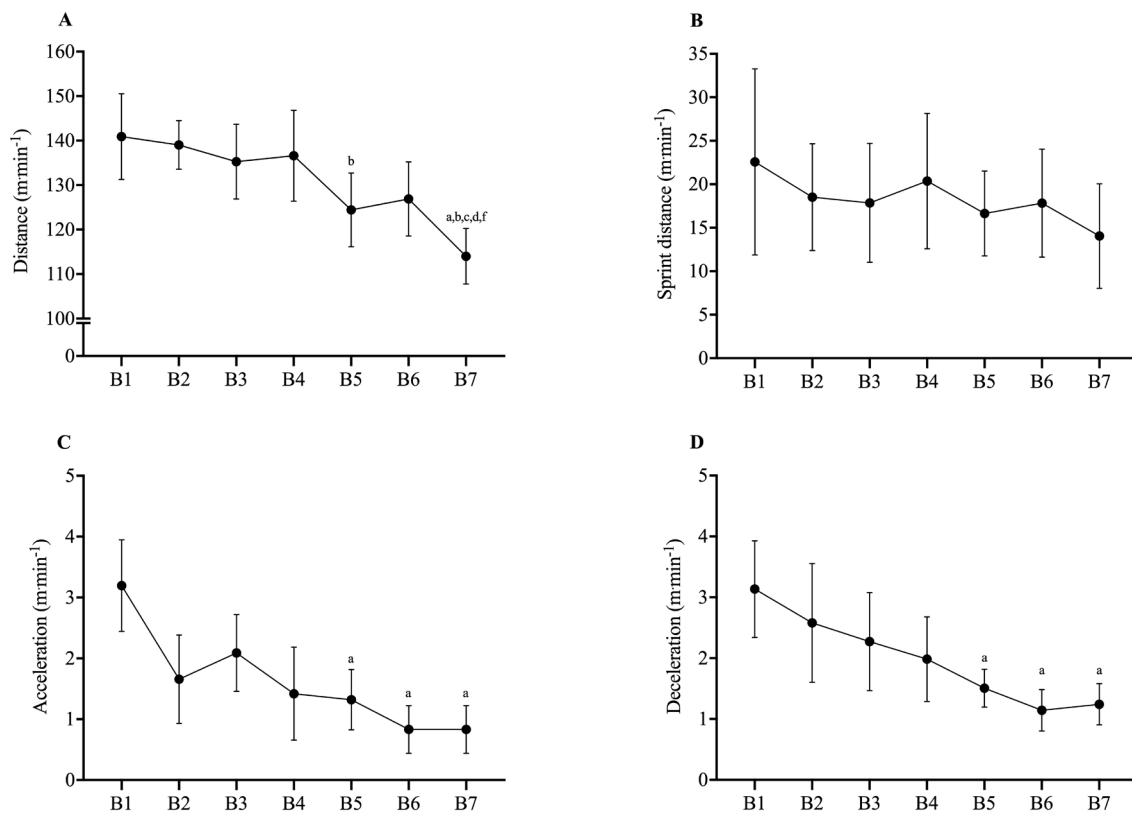 A
Distance (m·min⁻¹)
160
150
140
130
120
110
100
0
b
a,b,c,d,f
B1 B2 B3 B4 B5 B6 B7
B
Sprint distance (m·min⁻¹)
35
30
25
20
15
10
5
0
B1 B2 B3 B4 B5 B6 B7
C
Acceleration (m·min⁻¹)
5
4
3
2
1
0
a a a
B1 B2 B3 B4 B5 B6 B7
D
Deceleration (m·min⁻¹)
5
4
3
2
1
0
a a a
B1 B2 B3 B4 B5 B6 B7